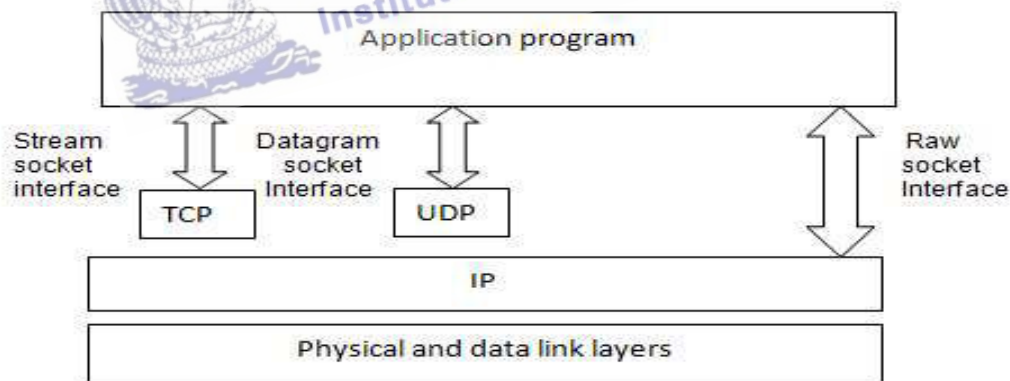 Application program
Stream
socket
interface
Datagram
socket
Interface
Raw
socket
Interface
TCP
UDP
IP
Physical and data link layers